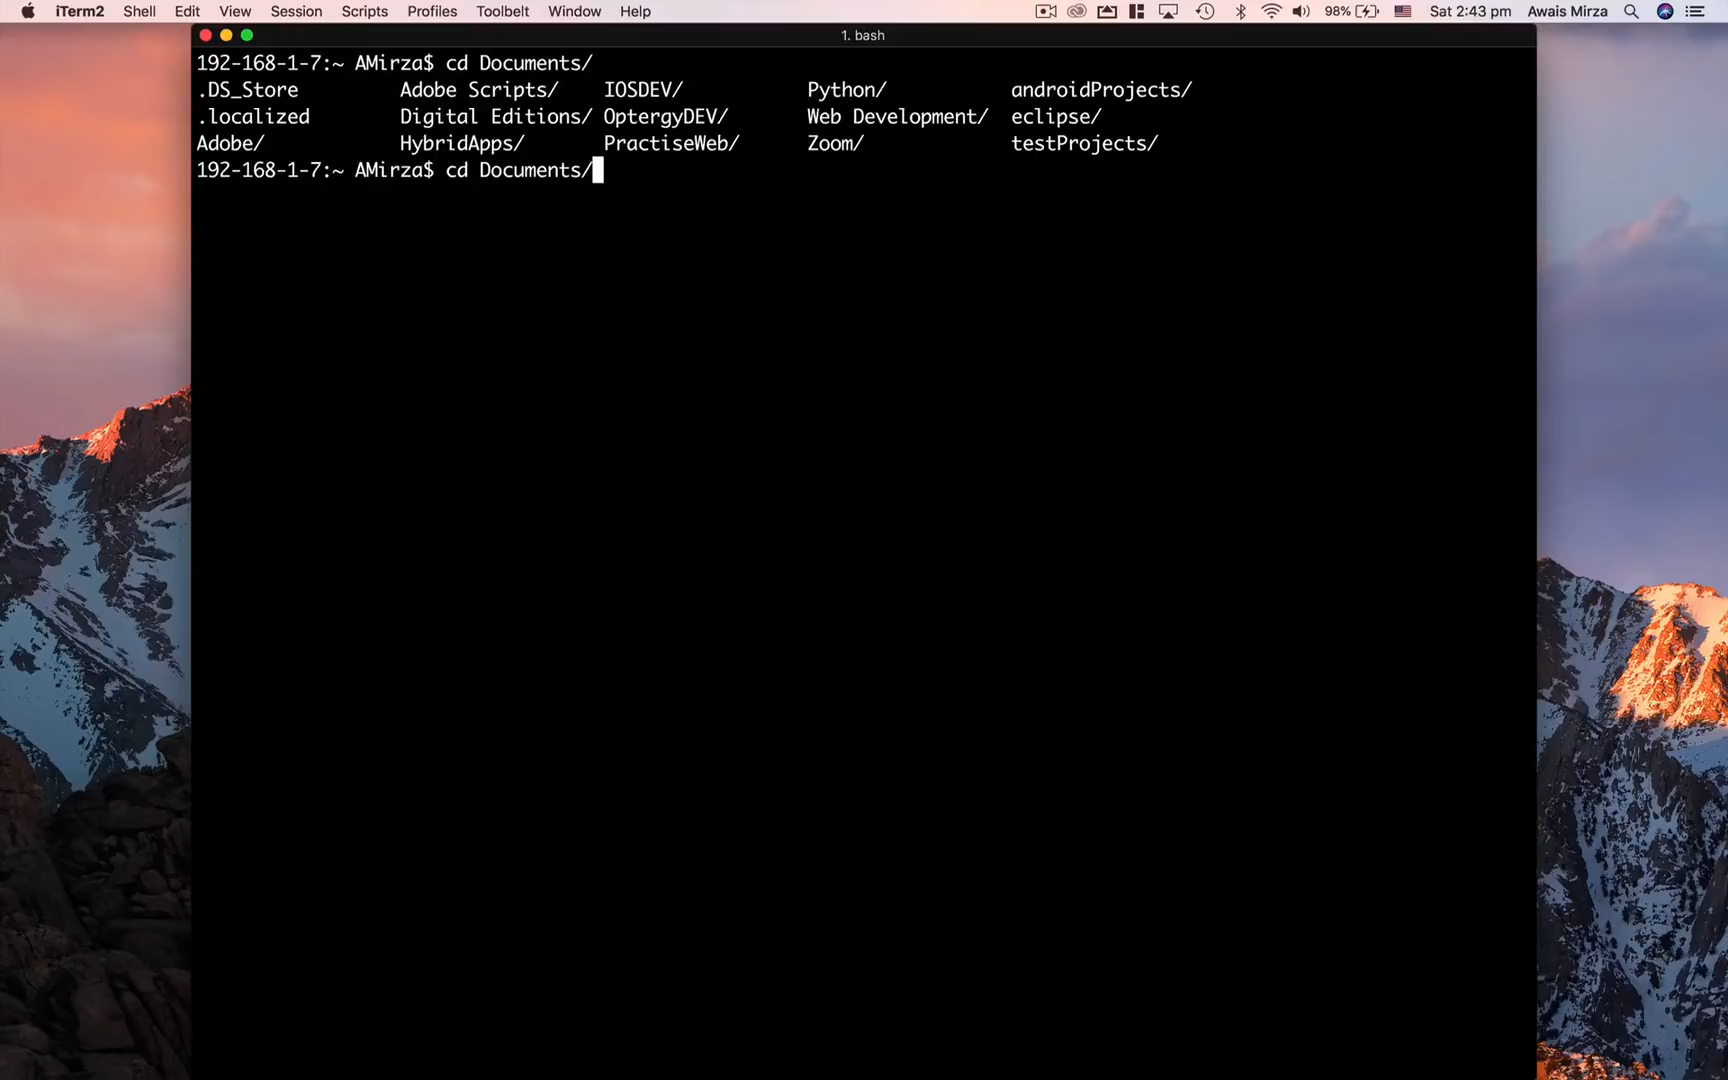 iTerm2 Shell Edit View Session Scripts Profiles Toolbelt Window Help 98% Sat 2:43 pm Awais Mirza
1. bash
192-168-1-7:~ AMirza$ cd Documents/
.DS_Store Adobe Scripts/ IOSDEV/ Python/ androidProjects/
.localized Digital Editions/ OptergyDEV/ Web Development/ eclipse/
Adobe/ HybridApps/ PractiseWeb/ Zoom/ testProjects/
192-168-1-7:~ AMirza$ cd Documents/